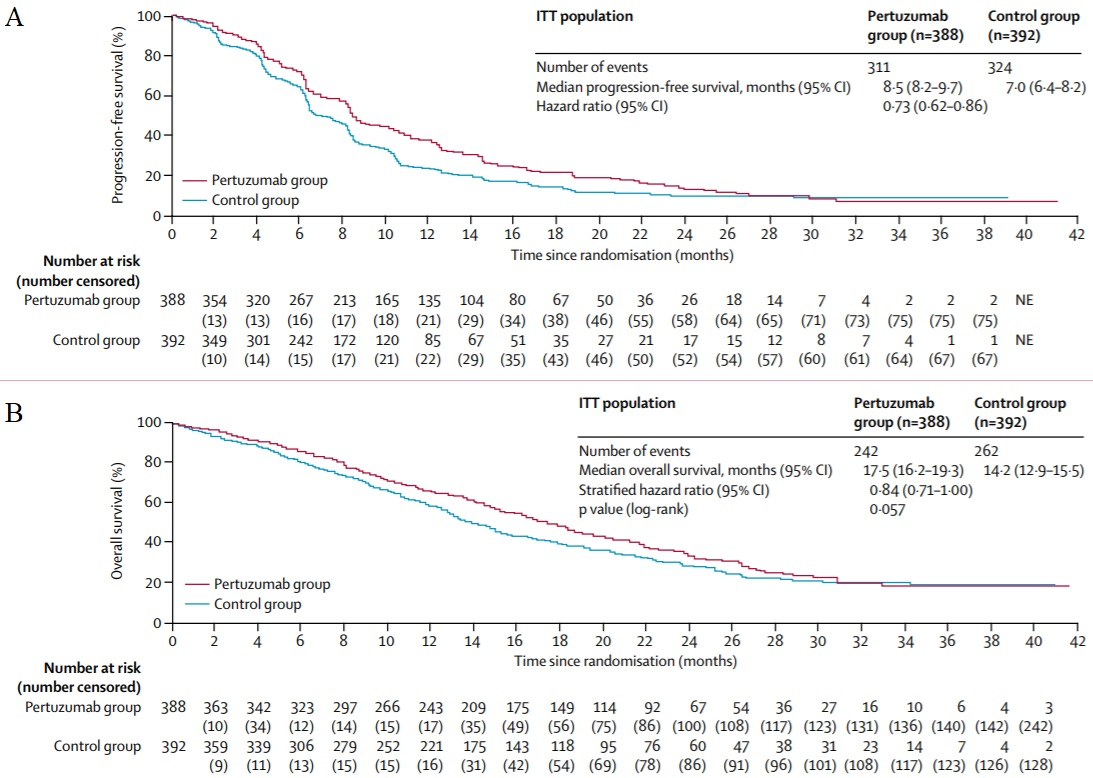 A
ITT population
Pertuzumab group (n=388)
Control group (n=392)
Number of events 311 324
Median progression-free survival, months (95% CI) 8·5 (8·2–9·7) 7·0 (6·4–8·2)
Hazard ratio (95% CI) 0·73 (0·62–0·86)
Progression-free survival (%)
100
80
60
40
20
0
Pertuzumab group
Control group
0 2 4 6 8 10 12 14 16 18 20 22 24 26 28 30 32 34 36 38 40 42
Time since randomisation (months)
Number at risk
(number censored)
Pertuzumab group 388 354 320 267 213 165 135 104 80 67 50 36 26 18 14 7 4 2 2 2 NE
(13) (13) (16) (17) (18) (21) (29) (34) (38) (46) (55) (58) (64) (65) (71) (73) (75) (75) (75)
Control group 392 349 301 242 172 120 85 67 51 35 27 21 17 15 12 8 7 4 1 1 NE
(10) (14) (15) (17) (21) (22) (29) (35) (43) (46) (50) (52) (54) (57) (60) (61) (64) (67) (67)
B
ITT population
Pertuzumab group (n=388)
Control group (n=392)
Number of events 242 262
Median overall survival, months (95% CI) 17·5 (16·2–19·3) 14·2 (12·9–15·5)
Stratified hazard ratio (95% CI) 0·84 (0·71–1·00)
p value (log-rank) 0·057
Overall survival (%)
100
80
60
40
20
0
Pertuzumab group
Control group
0 2 4 6 8 10 12 14 16 18 20 22 24 26 28 30 32 34 36 38 40 42
Time since randomisation (months)
Number at risk
(number censored)
Pertuzumab group 388 363 342 323 297 266 243 209 175 149 114 92 67 54 36 27 16 10 6 4 3
(10) (34) (12) (14) (15) (17) (35) (49) (56) (75) (86) (100) (108) (117) (123) (131) (136) (140) (142) (242)
Control group 392 359 339 306 279 252 221 175 143 118 95 76 60 47 38 31 23 14 7 4 2
(9) (11) (13) (15) (15) (16) (31) (42) (54) (69) (78) (86) (91) (96) (101) (108) (117) (123) (126) (128)